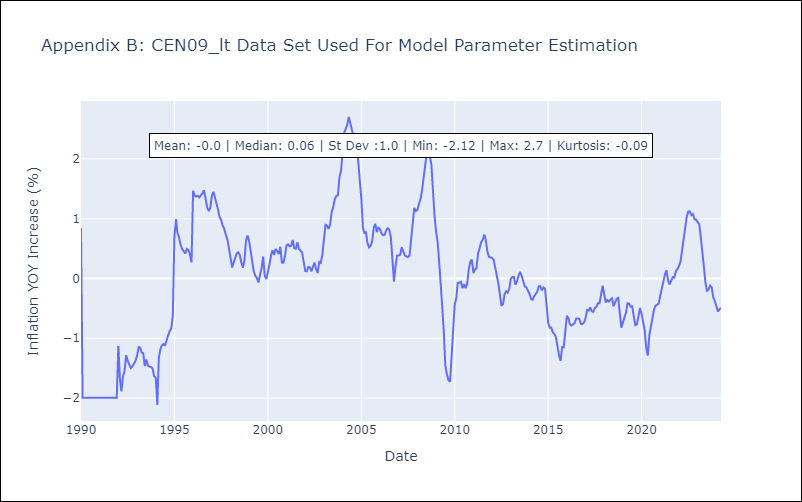 Appendix B: CEN09_lt Data Set Used For Model Parameter Estimation
Mean: -0.0 | Median: 0.06 | St Dev :1.0 | Min: -2.12 | Max: 2.7 | Kurtosis: -0.09
Inflation YOY Increase (%)
2
1
0
−1
−2
1990 1995 2000 2005 2010 2015 2020
Date